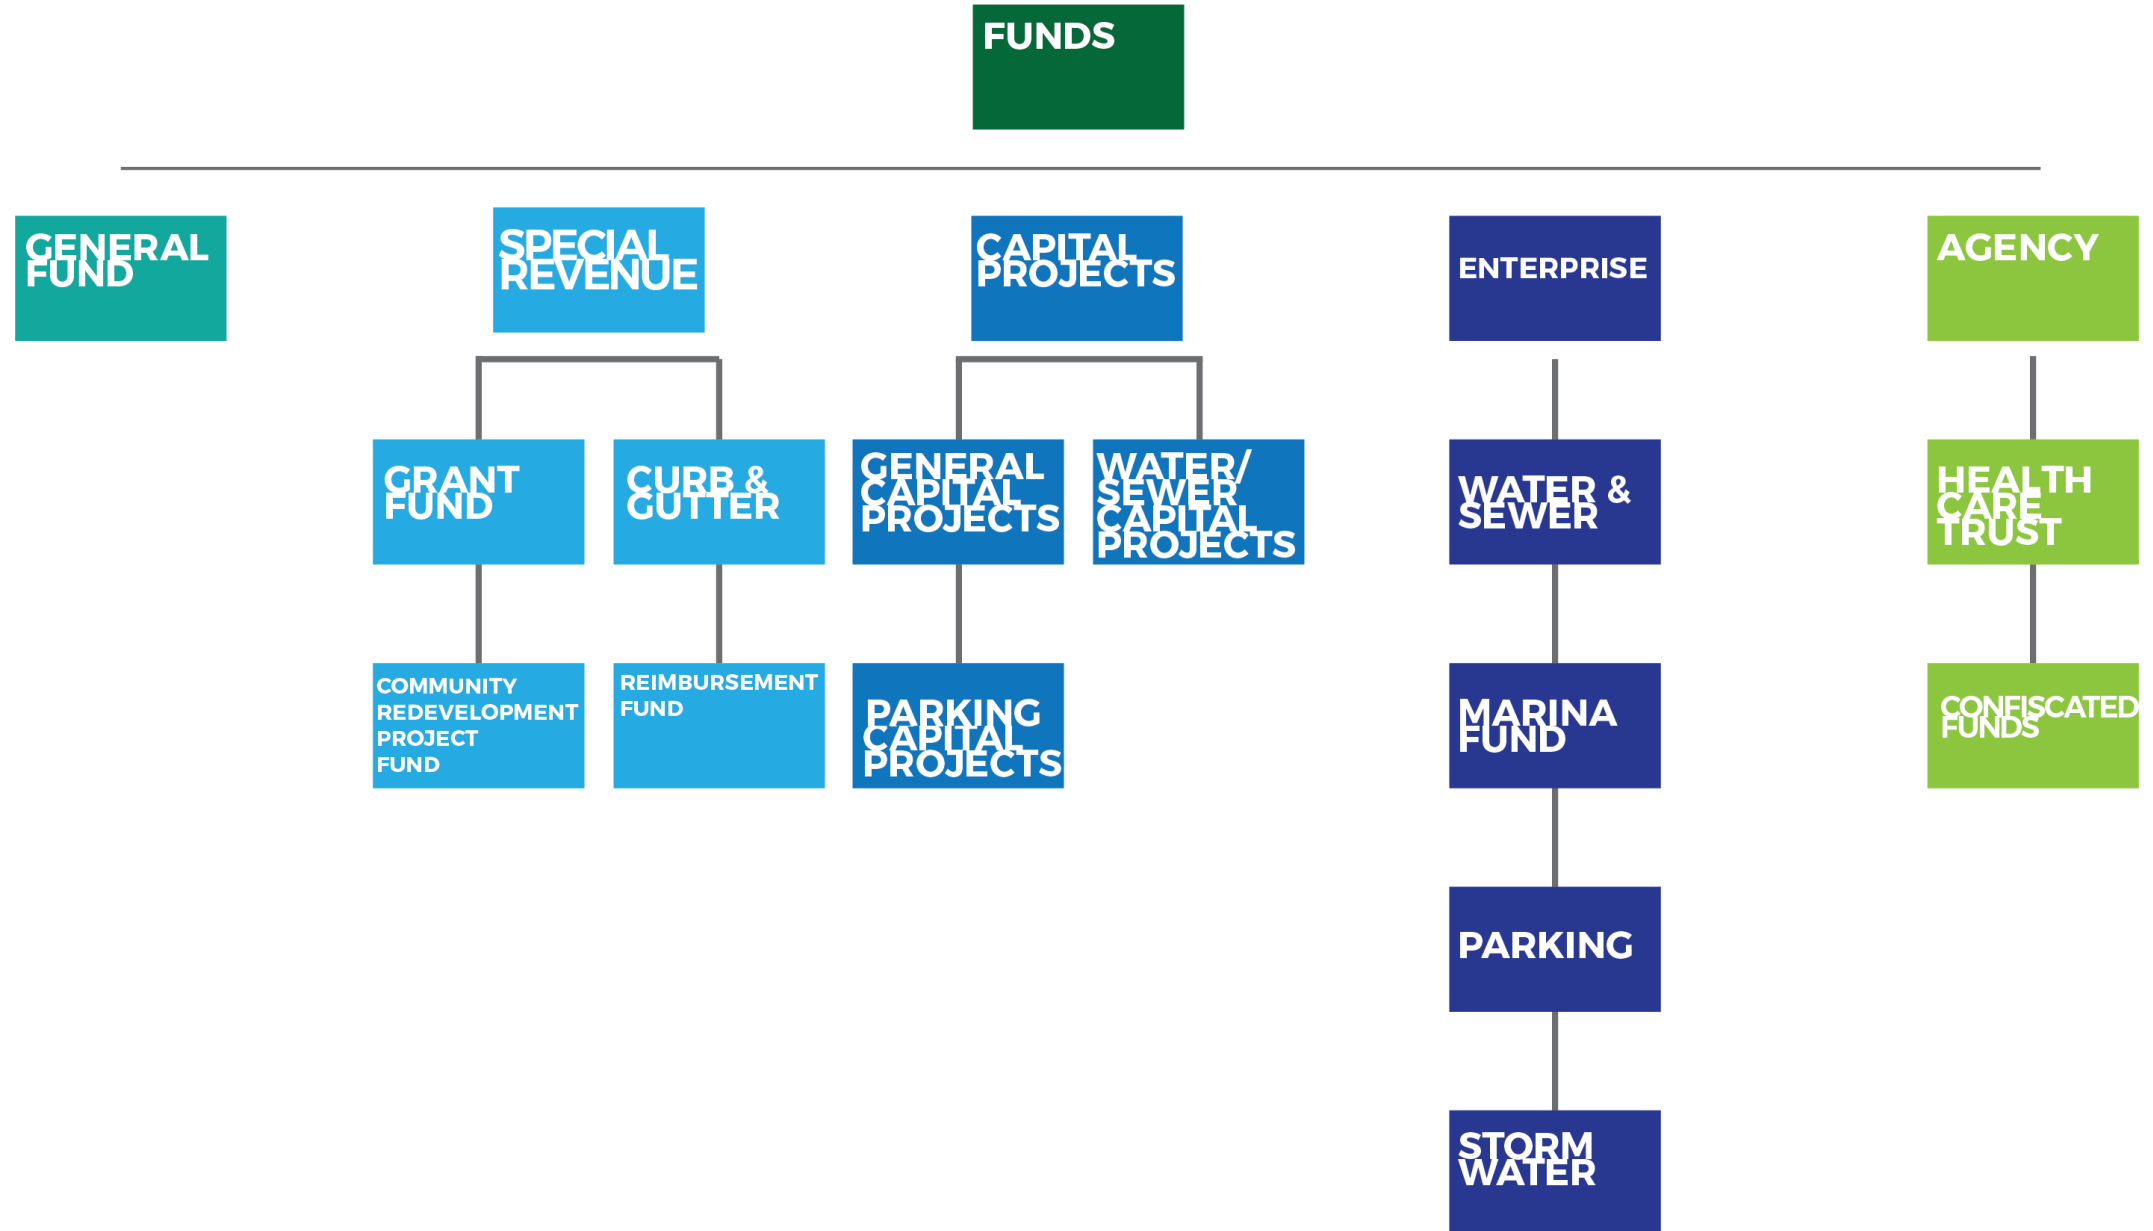 FUNDS
GENERAL
FUND
SPECIAL
REVENUE
CAPITAL
PROJECTS
ENTERPRISE
AGENCY
GRANT
FUND
CURB &
GUTTER
GENERAL
CAPITAL
PROJECTS
WATER/
SEWER
CAPITAL
PROJECTS
WATER &
SEWER
HEALTH
CARE
TRUST
COMMUNITY
REDEVELOPMENT
PROJECT
FUND
REIMBURSEMENT
FUND
PARKING
CAPITAL
PROJECTS
MARINA
FUND
CONFISCATED
FUNDS
PARKING
STORM
WATER